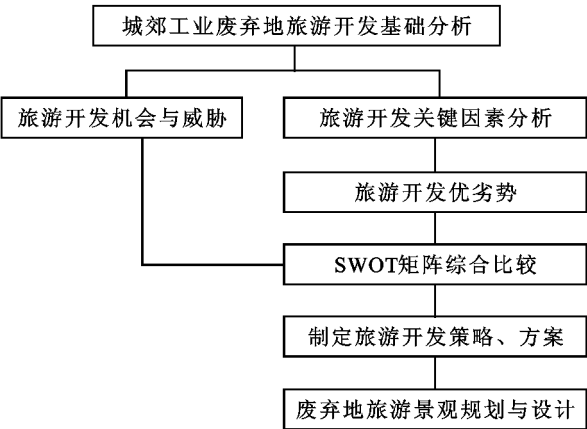 城郊工业废弃地旅游开发基础分析
旅游开发机会与威胁
旅游开发关键因素分析
旅游开发优劣势
SWOT矩阵综合比较
制定旅游开发策略、方案
废弃地旅游景观规划与设计